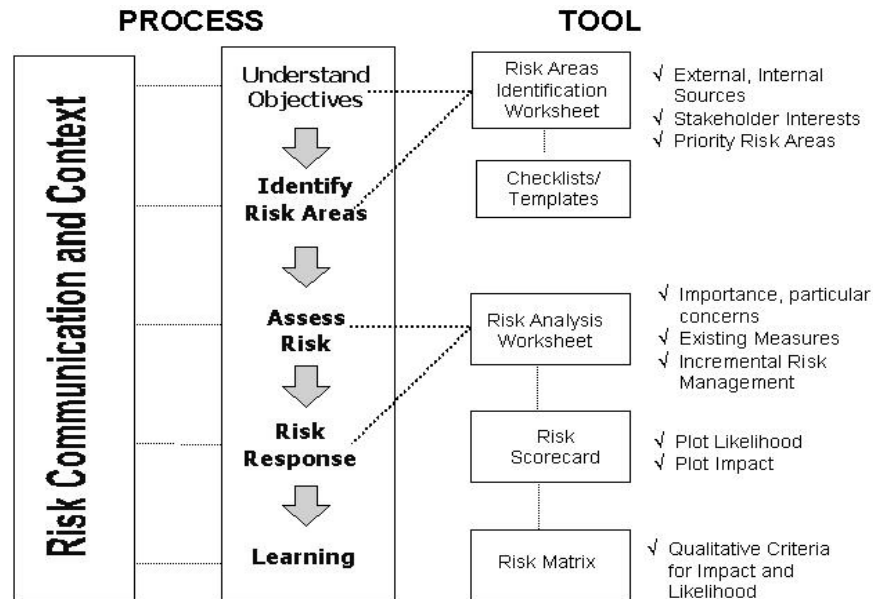 PROCESS
TOOL
Risk Communication and Context
Understand
Objectives
Identify
Risk Areas
Assess
Risk
Risk
Response
Learning
Risk Areas
Identification
Worksheet
√ External, Internal
Sources
√ Stakeholder Interests
√ Priority Risk Areas
Checklists/
Templates
Risk Analysis
Worksheet
√ Importance, particular
concerns
√ Existing Measures
√ Incremental Risk
Management
Risk
Scorecard
√ Plot Likelihood
√ Plot Impact
Risk Matrix
√ Qualitative Criteria
for Impact and
Likelihood